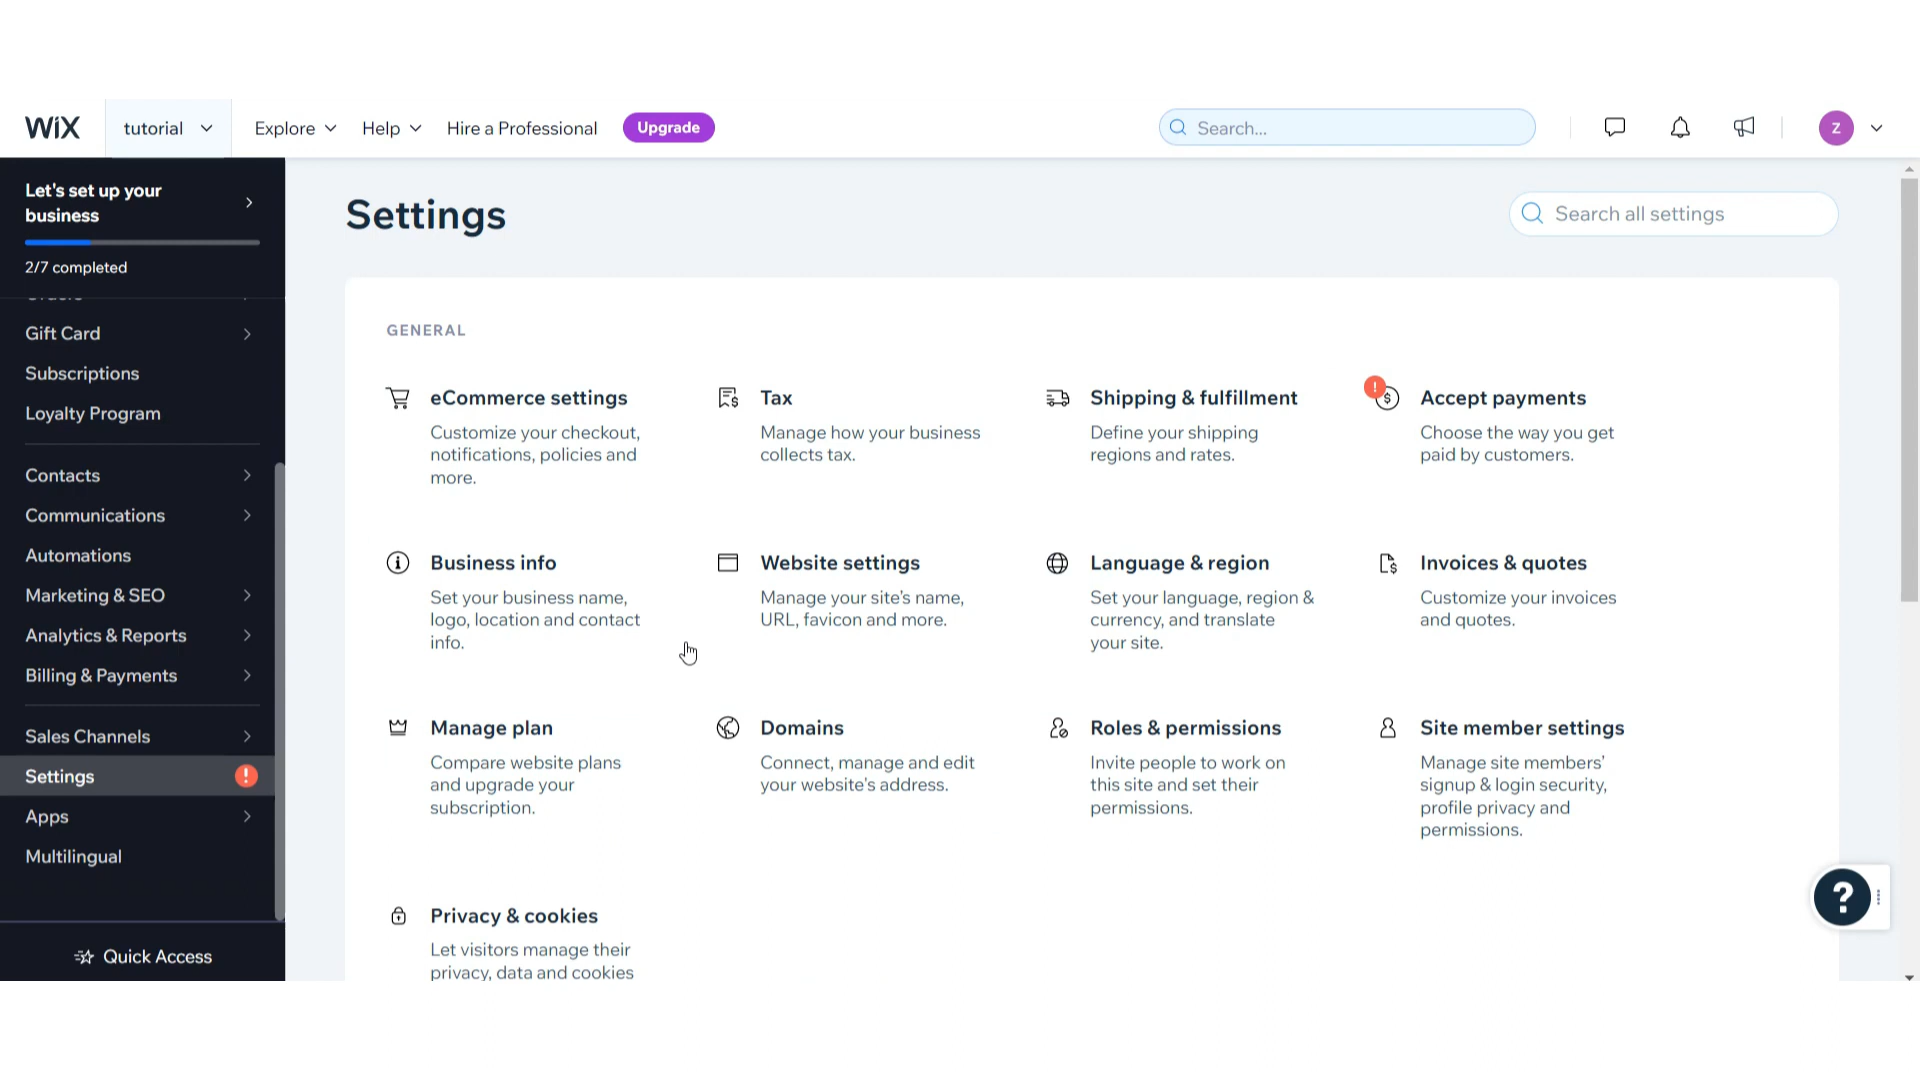 WiX
tutorial
Explore
Help
Hire a Professional
Upgrade
Search...
Z
Let's set up your
business
2/7 completed
Gift Card
Subscriptions
Loyalty Program
Contacts
Communications
Automations
Marketing & SEO
Analytics & Reports
Billing & Payments
Sales Channels
Settings
!
Apps
Multilingual
Quick Access
Settings
Search all settings
GENERAL
eCommerce settings
Customize your checkout,
notifications, policies and
more.
Tax
Manage how your business
collects tax.
Shipping & fulfillment
Define your shipping
regions and rates.
!
Accept payments
Choose the way you get
paid by customers.
Business info
Set your business name,
logo, location and contact
info.
Website settings
Manage your site's name,
URL, favicon and more.
Language & region
Set your language, region &
currency, and translate
your site.
Invoices & quotes
Customize your invoices
and quotes.
Manage plan
Compare website plans
and upgrade your
subscription.
Domains
Connect, manage and edit
your website's address.
Roles & permissions
Invite people to work on
this site and set their
permissions.
Site member settings
Manage site members'
signup & login security,
profile privacy and
permissions.
Privacy & cookies
Let visitors manage their
privacy, data and cookies
?